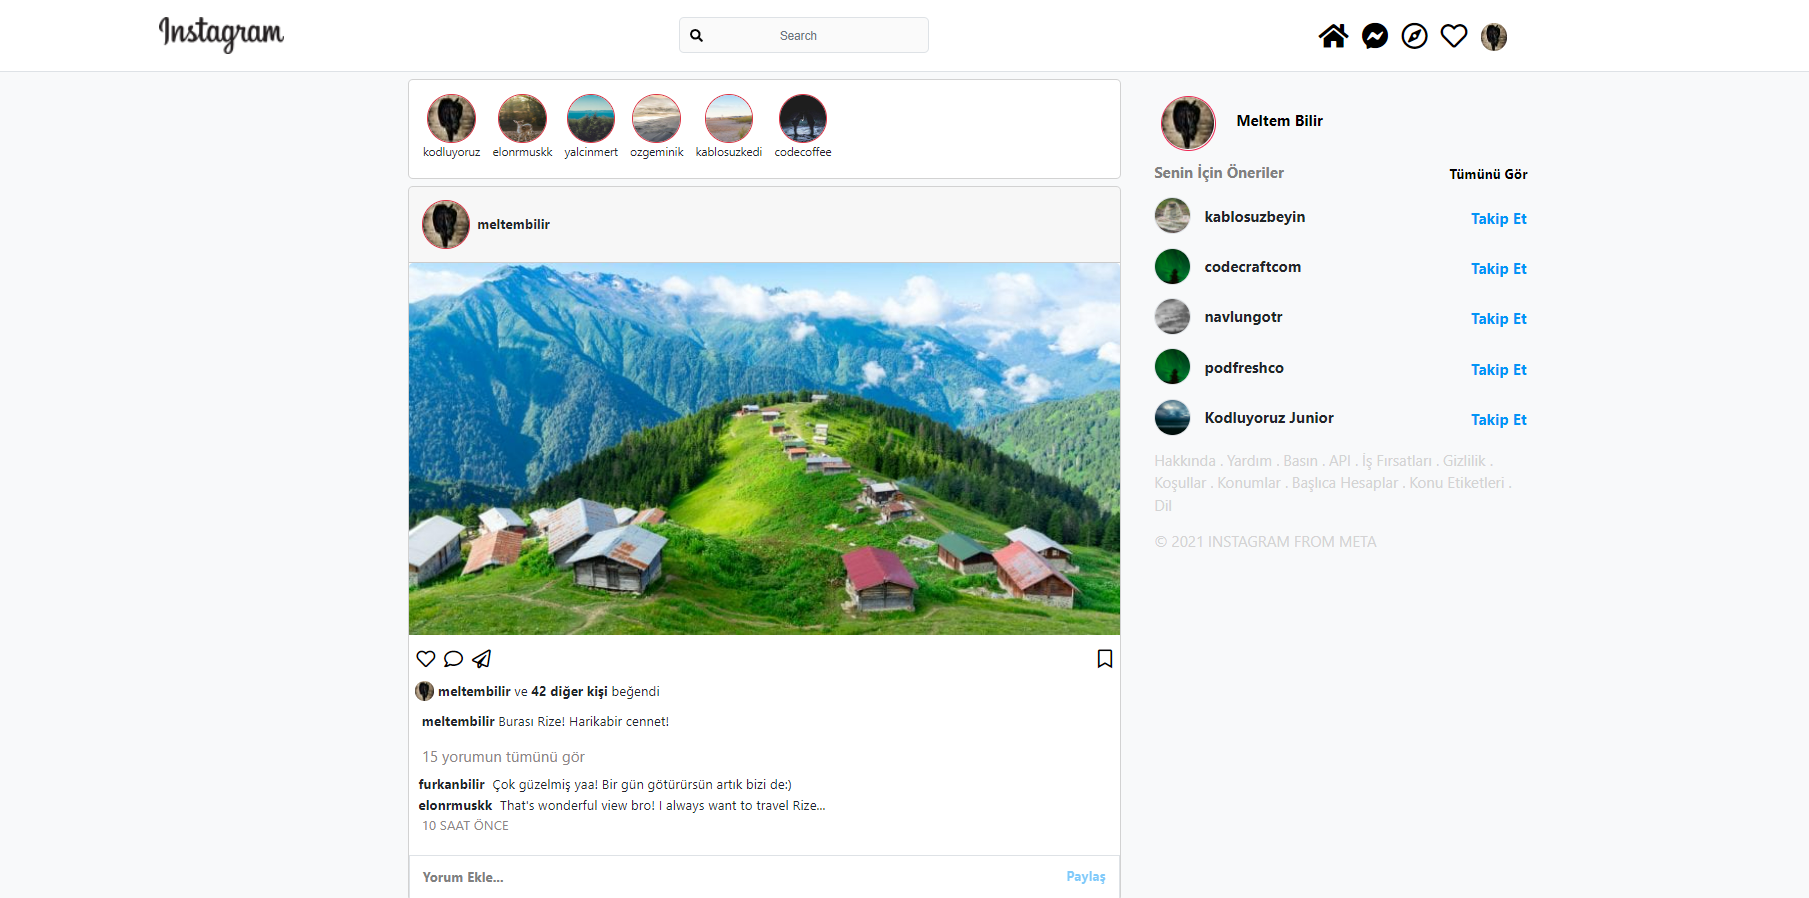 Instagram
Search
kodluyoruz elonrmuskk yalcinmert ozgeminik kablosuzkedi codecoffee
meltembilir
meltembilir ve 42 diğer kişi beğendi
meltembilir Burası Rize! Harikabir cennet!
15 yorumun tümünü gör
furkanbilir Çok güzelmiş yaa! Bir gün götürürsün artık bizi de:)
elonrmuskk That's wonderful view bro! I always want to travel Rize...
10 SAAT ÖNCE
Yorum Ekle... Paylaş
Meltem Bilir
Senin İçin Öneriler Tümünü Gör
kablosuzbeyin Takip Et
codecraftcom Takip Et
navlungotr Takip Et
podfreshco Takip Et
Kodluyoruz Junior Takip Et
Hakkında . Yardım . Basın . API . İş Fırsatları . Gizlilik .
Koşullar . Konumlar . Başlıca Hesaplar . Konu Etiketleri .
Dil
© 2021 INSTAGRAM FROM META